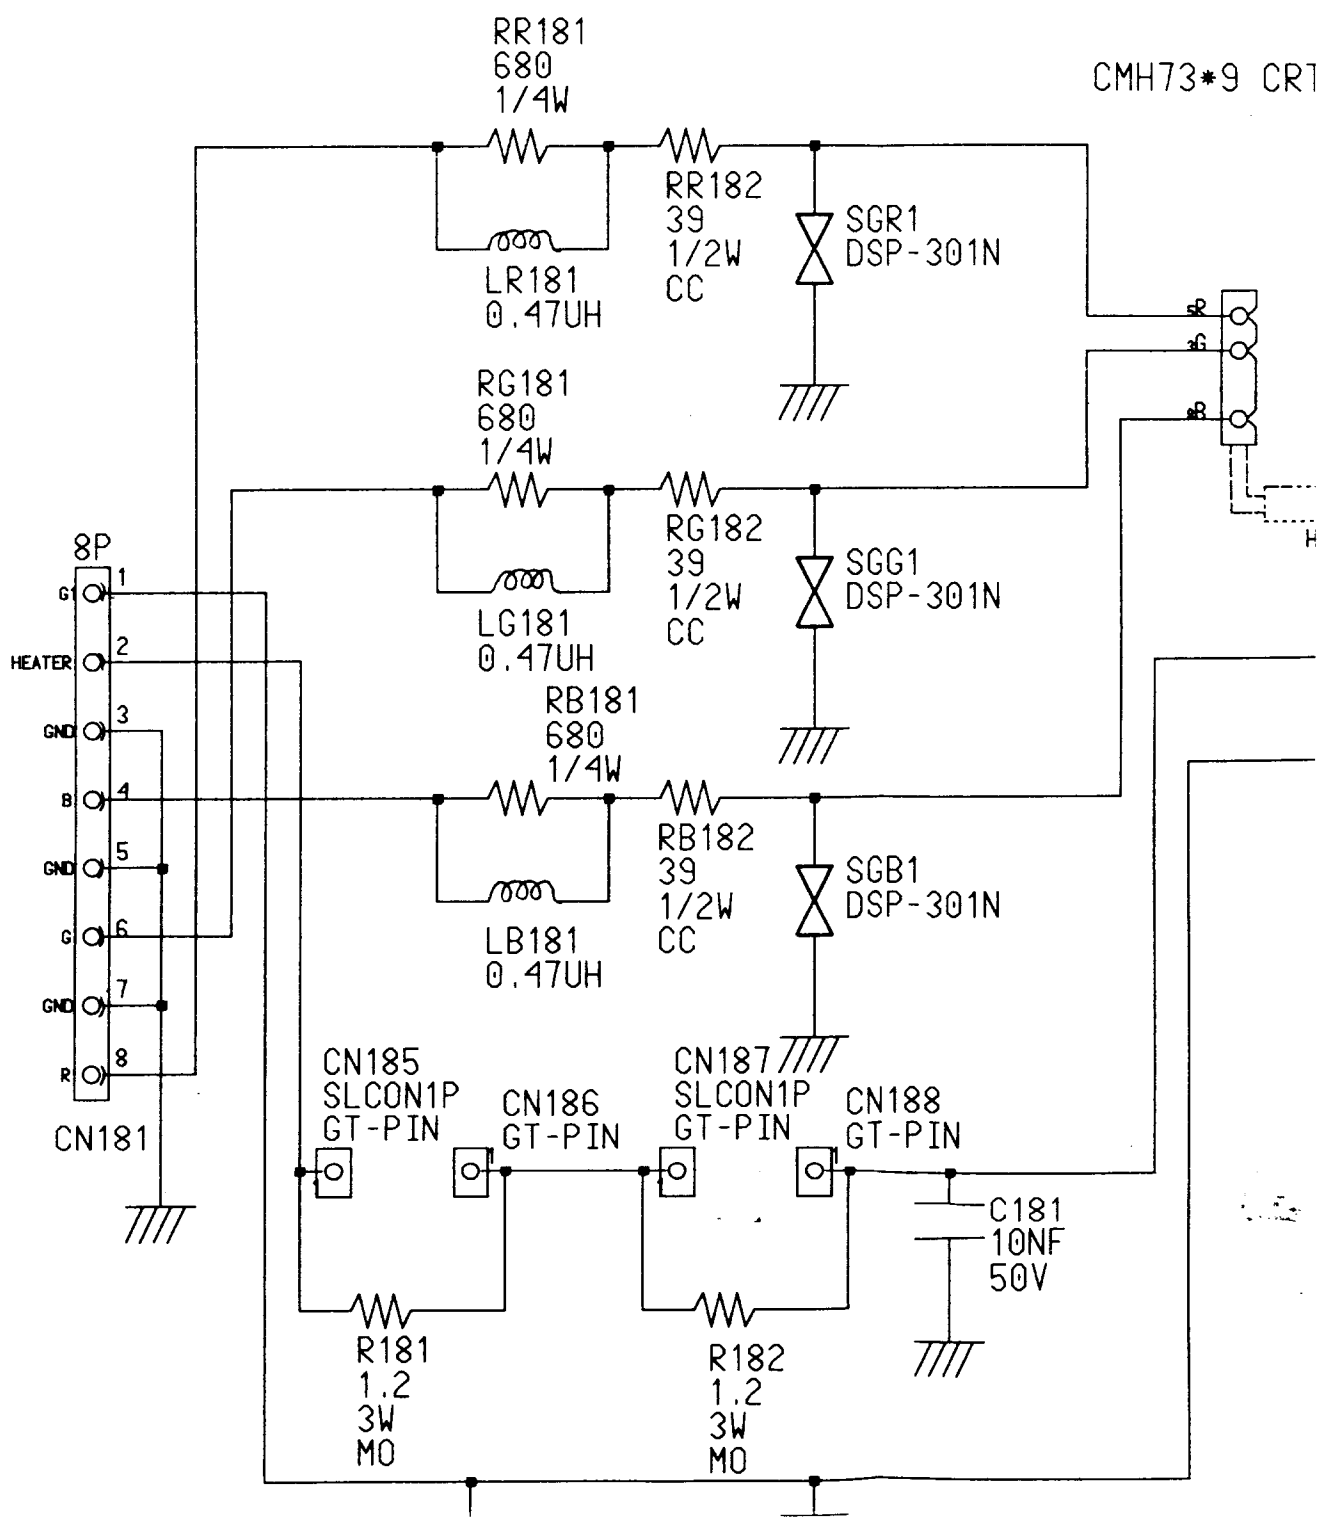 RR181
680
1/4W
CMH73*9 CRT
RR182
39
1/2W
CC
SGR1
DSP-301N
LR181
0.47UH
R
G
B
RG181
680
1/4W
RG182
39
1/2W
CC
SGG1
DSP-301N
LG181
0.47UH
8P
G1 1
HEATER 2
GND 3
B 4
GND 5
G 6
GND 7
R 8
CN181
RB181
680
1/4W
RB182
39
1/2W
CC
SGB1
DSP-301N
LB181
0.47UH
CN185
SLCON1P
GT-PIN
CN186
GT-PIN
1
CN187
SLCON1P
GT-PIN
CN188
GT-PIN
1
C181
10NF
50V
R181
1.2
3W
MO
R182
1.2
3W
MO